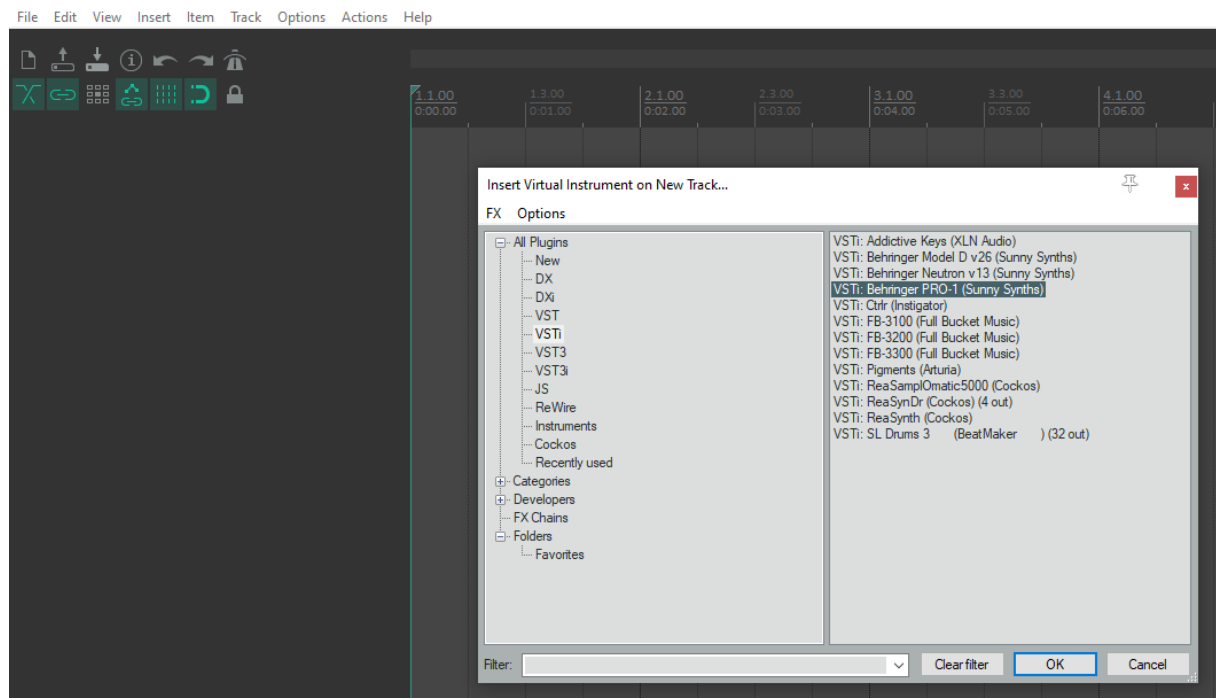 File Edit View Insert Item Track Options Actions Help
1.1.00 1.3.00 2.1.00 2.3.00 3.1.00 3.3.00 4.1.00
0:00.00 0:01.00 0:02.00 0:03.00 0:04.00 0:05.00 0:06.00
Insert Virtual Instrument on New Track...
x
FX Options
All Plugins
New
DX
DXi
VST
VSTi
VST3
VST3i
JS
ReWire
Instruments
Cockos
Recently used
Categories
Developers
FX Chains
Folders
Favorites
VSTi: Addictive Keys (XLN Audio)
VSTi: Behringer Model D v26 (Sunny Synths)
VSTi: Behringer Neutron v13 (Sunny Synths)
VSTi: Behringer PRO-1 (Sunny Synths)
VSTi: Ctrlr (Instigator)
VSTi: FB-3100 (Full Bucket Music)
VSTi: FB-3200 (Full Bucket Music)
VSTi: FB-3300 (Full Bucket Music)
VSTi: Pigments (Arturia)
VSTi: ReaSamplOmatic5000 (Cockos)
VSTi: ReaSynDr (Cockos) (4 out)
VSTi: ReaSynth (Cockos)
VSTi: SL Drums 3 (BeatMaker ) (32 out)
Filter: Clear filter OK Cancel